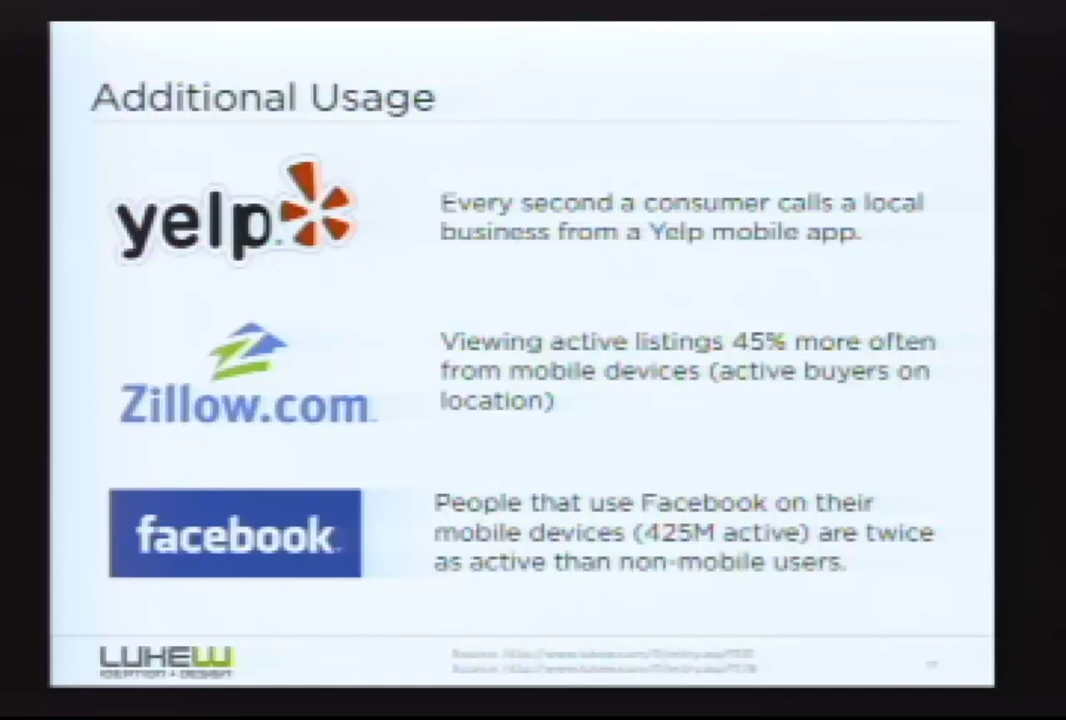 Additional Usage
yelp
Every second a consumer calls a local
business from a Yelp mobile app.
Zillow.com
Viewing active listings 45% more often
from mobile devices (active buyers on
location)
facebook
People that use Facebook on their
mobile devices (425M active) are twice
as active than non-mobile users.
LUKEW
IDEATION + DESIGN